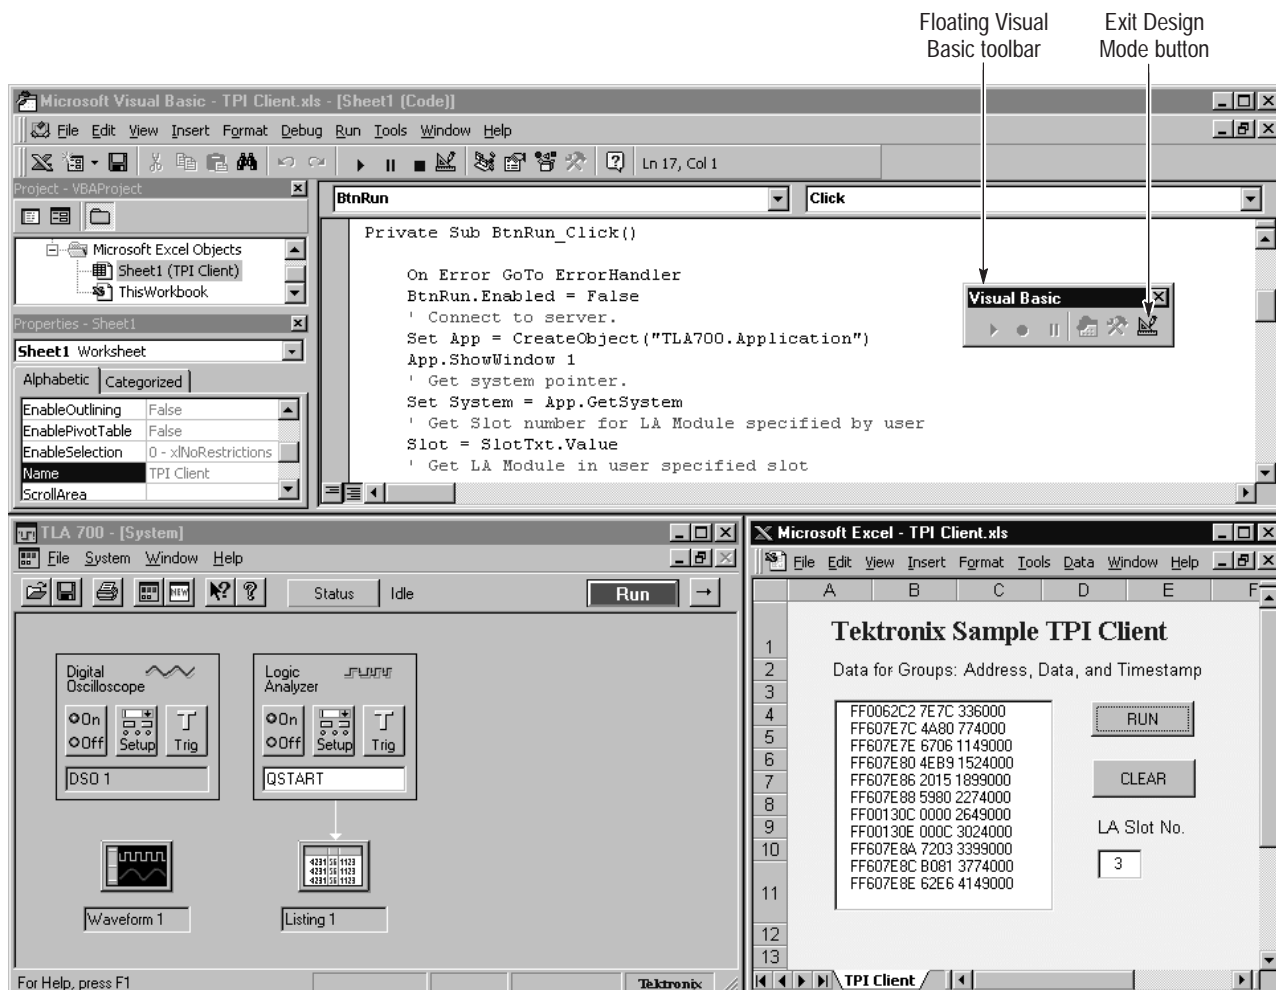 Floating Visual
Basic toolbar
Exit Design
Mode button
Microsoft Visual Basic - TPI Client.xls - [Sheet1 (Code)]
File Edit View Insert Format Debug Run Tools Window Help
Ln 17, Col 1
Project - VBAProject
Microsoft Excel Objects
Sheet1 (TPI Client)
ThisWorkbook
Properties - Sheet1
Sheet1 Worksheet
Alphabetic Categorized
EnableOutlining False
EnablePivotTable False
EnableSelection 0 - xlNoRestrictions
Name TPI Client
ScrollArea
BtnRun Click
Private Sub BtnRun_Click()
On Error GoTo ErrorHandler
BtnRun.Enabled = False
' Connect to server.
Set App = CreateObject("TLA700.Application")
App.ShowWindow 1
' Get system pointer.
Set System = App.GetSystem
' Get Slot number for LA Module specified by user
Slot = SlotTxt.Value
' Get LA Module in user specified slot
Visual Basic
TLA 700 - [System]
File System Window Help
NEW
Status Idle Run
Digital
Oscilloscope
On
Off
Setup Trig
DSO 1
Logic
Analyzer
On
Off
Setup Trig
QSTART
4231 56 1123
4231 56 1123
4231 56 1123
Waveform 1
Listing 1
For Help, press F1
Tektronix
Microsoft Excel - TPI Client.xls
File Edit View Insert Format Tools Data Window Help
A B C D E F
1 Tektronix Sample TPI Client
2 Data for Groups: Address, Data, and Timestamp
3
4 FF0062C2 7E7C 336000
FF607E7C 4A80 774000
5 FF607E7E 6706 1149000
6 FF607E80 4EB9 1524000
7 FF607E86 2015 1899000
8 FF607E88 5980 2274000
FF00130C 0000 2649000
9 FF00130E 000C 3024000
10 FF607E8A 7203 3399000
FF607E8C B081 3774000
11 FF607E8E 62E6 4149000
12
13
RUN
CLEAR
LA Slot No.
3
TPI Client